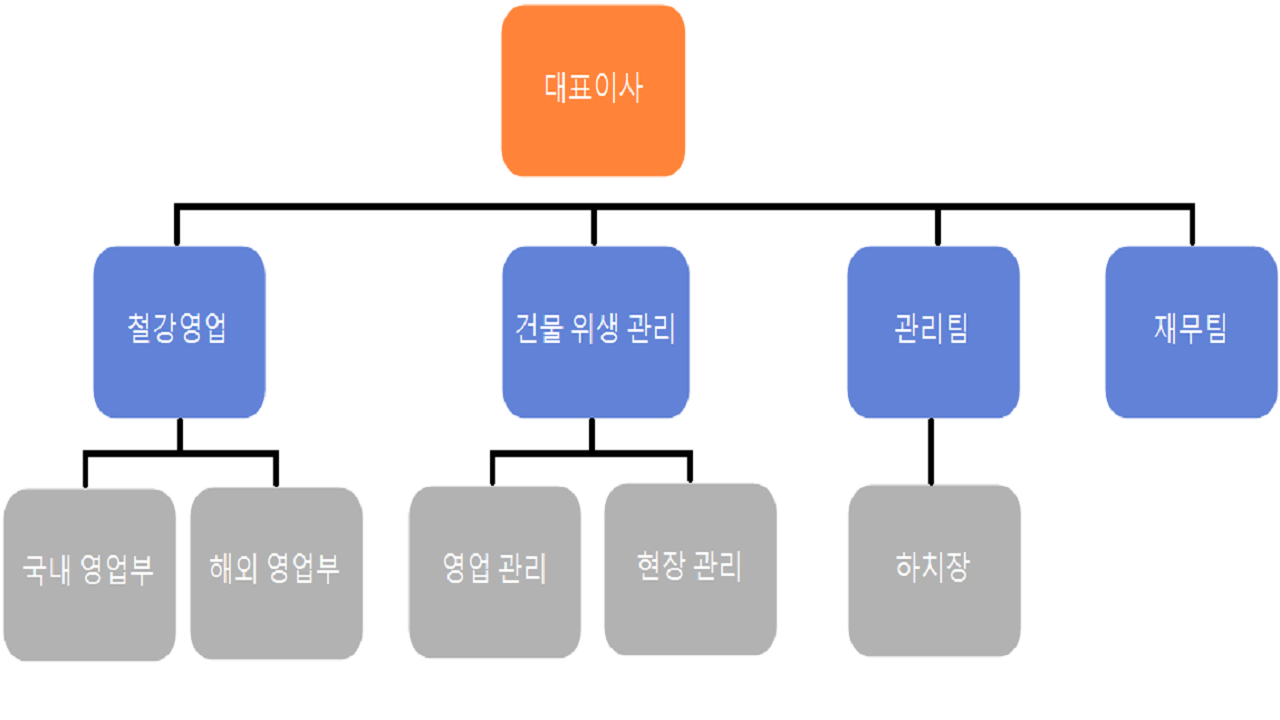 대표이사
철강영업
건물 위생 관리
관리팀
재무팀
국내 영업부
해외 영업부
영업 관리
현장 관리
하치장